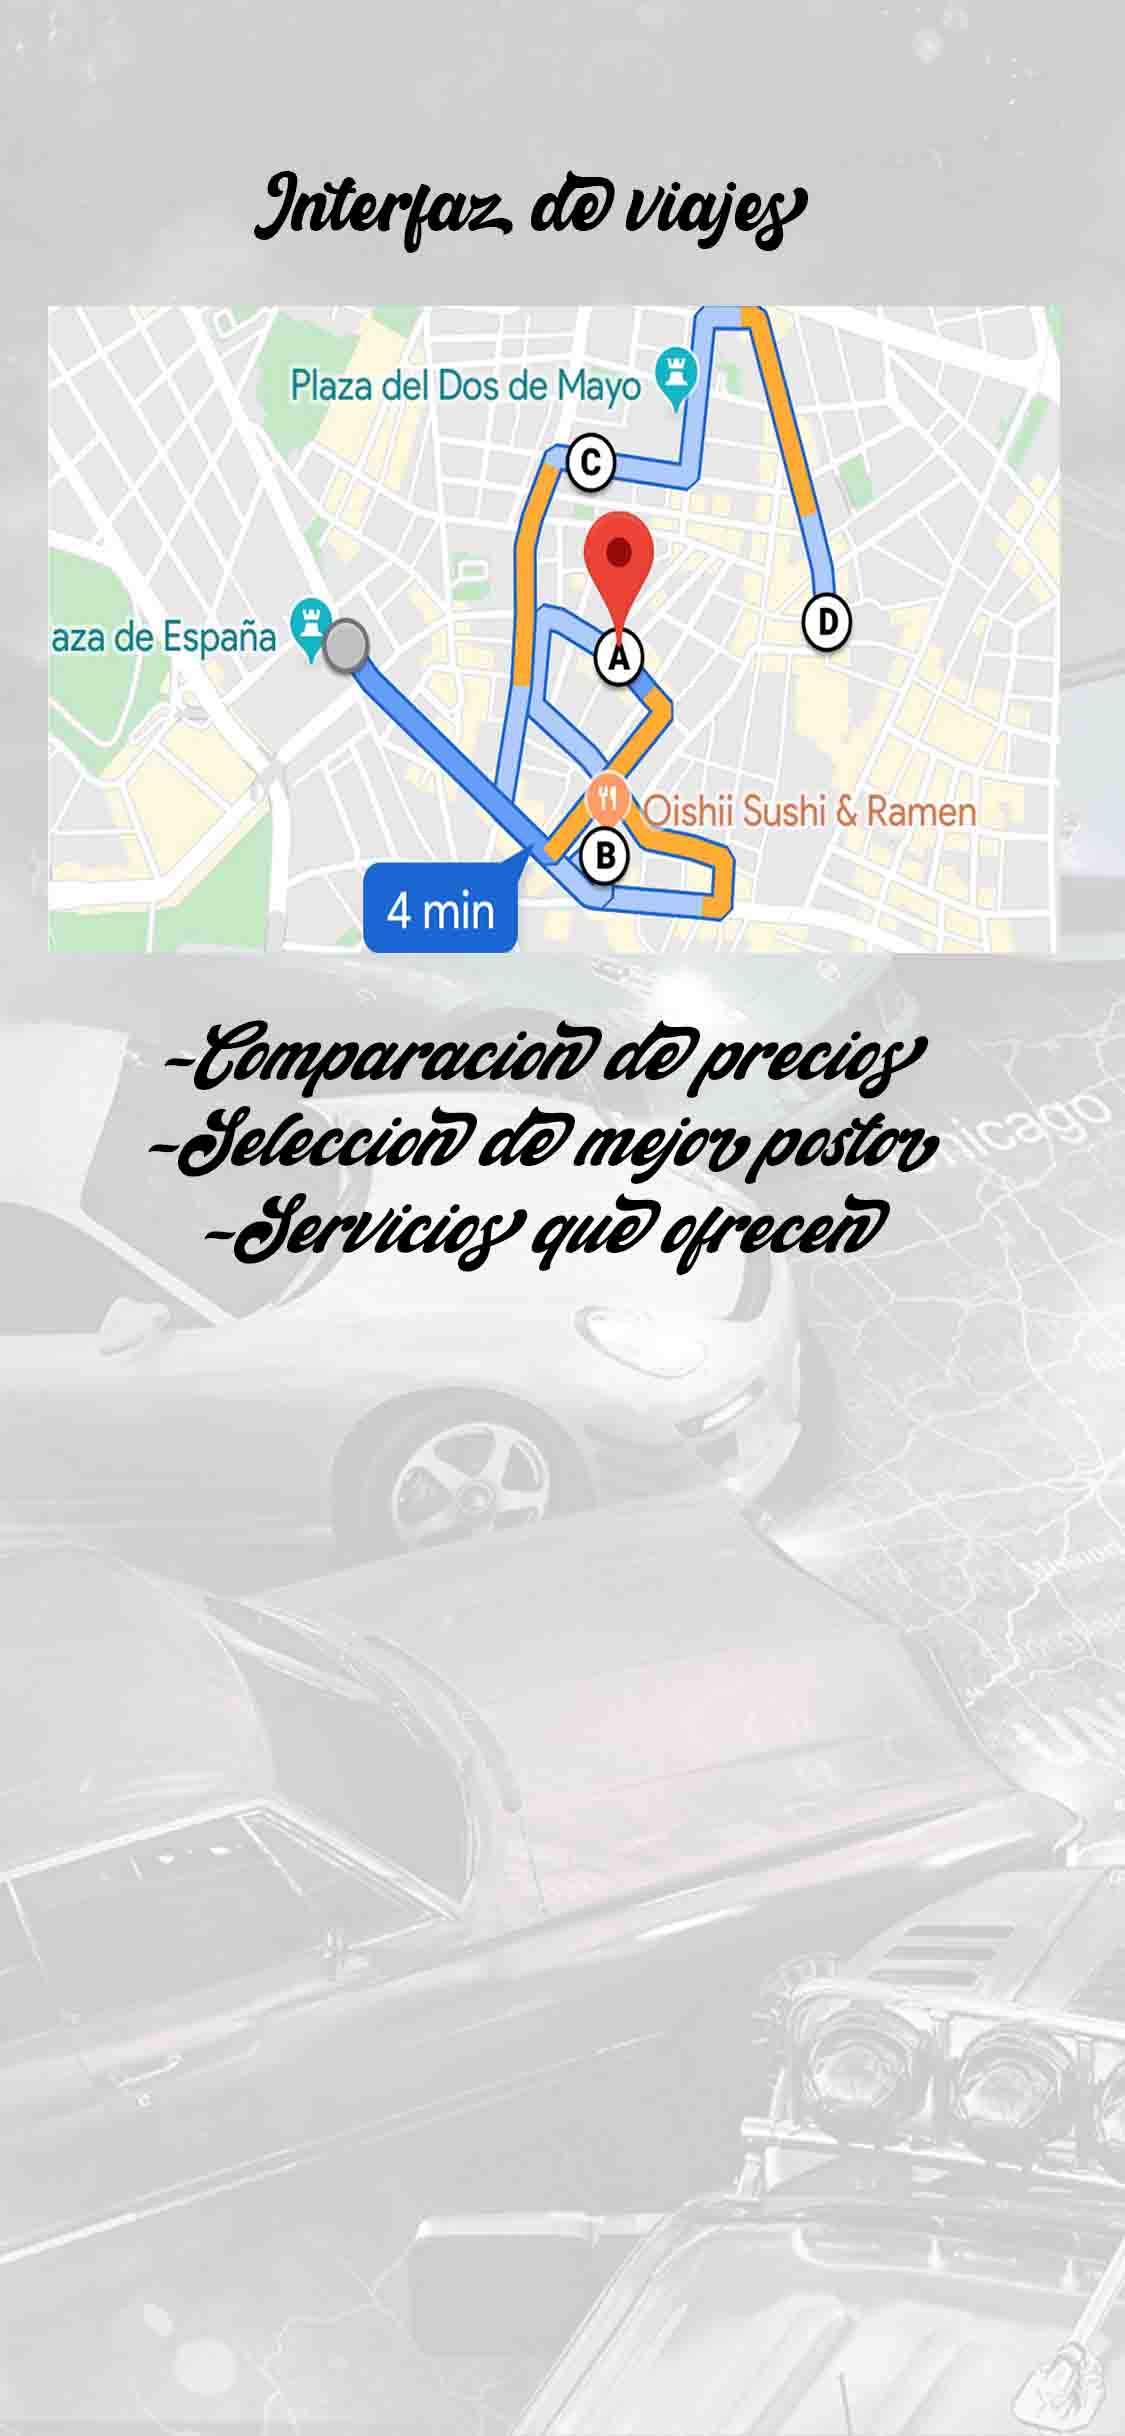 Interfaz de viajes
Plaza del Dos de Mayo
C
D
aza de España
A
Oishii Sushi & Ramen
B
4 min
-Comparacion de precios
-Seleccion de mejor postor
hicago
-Servicios que ofrecen